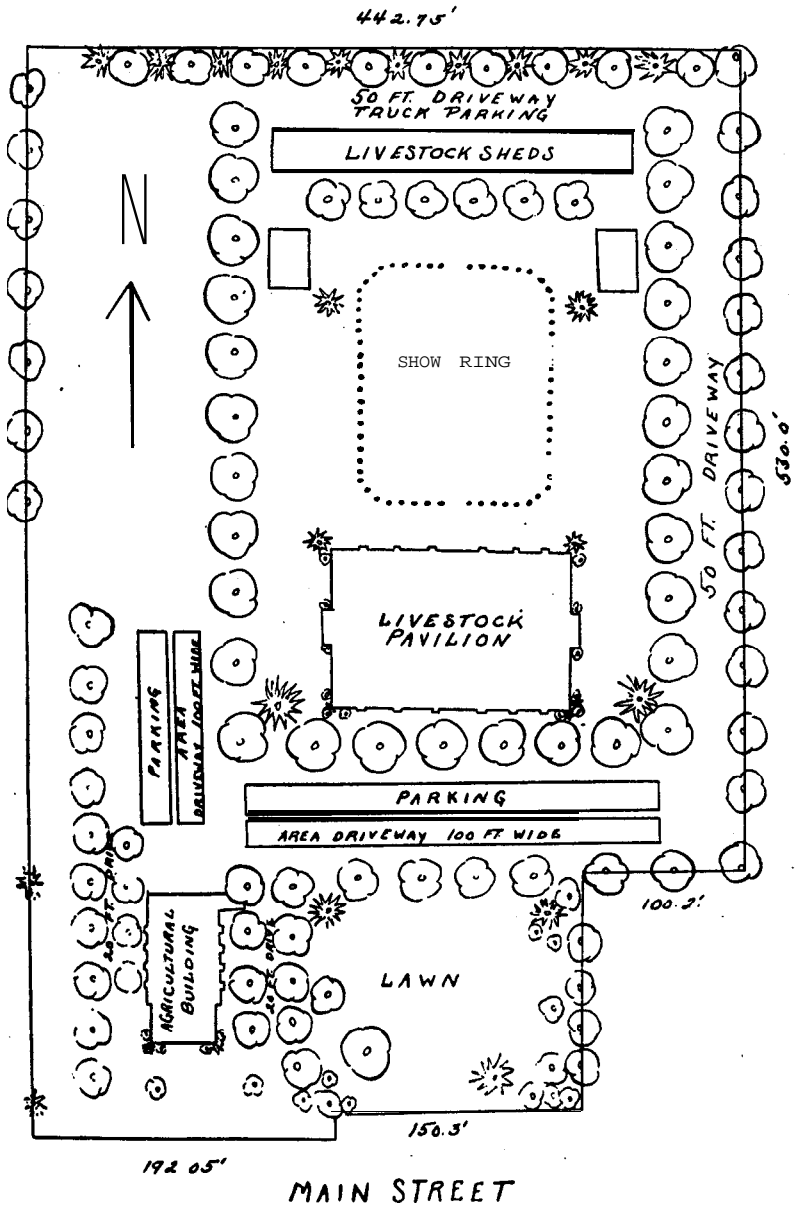 442.75'
50 FT. DRIVEWAY
TRUCK PARKING
LIVESTOCK SHEDS
N
SHOW RING
50 FT. DRIVEWAY
530.0'
LIVESTOCK
PAVILION
PARKING
AREA
DRIVEWAY 100 FT WIDE
PARKING
AREA DRIVEWAY 100 FT WIDE
20 FT. DRIVE
AGRICULTURAL
BUILDING
20 FT. DRIVE
LAWN
100.2'
150.3'
192 05'
MAIN STREET